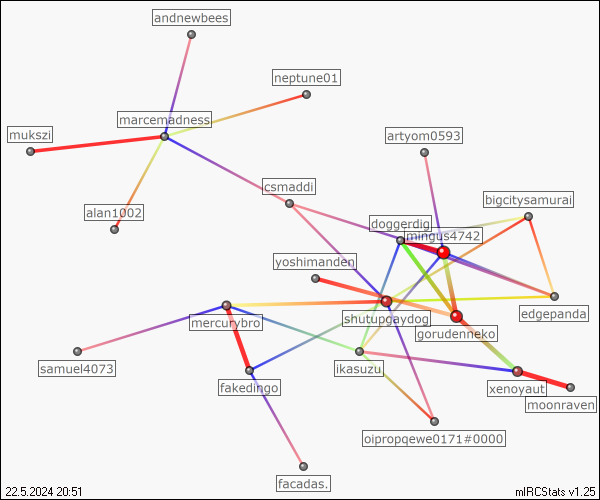 andnewbees
neptune01
marcemadness
mukszi
artyom0593
csmaddi
bigcitysamurai
alan1002
doggerdig
mingus4742
yoshimanden
edgepanda
shutupgaydog
mercurybro
gorudenneko
samuel4073
ikasuzu
fakedingo
xenoyaut
moonraven
oipropqewe0171#0000
facadas.
22.5.2024 20:51
mIRCStats v1.25